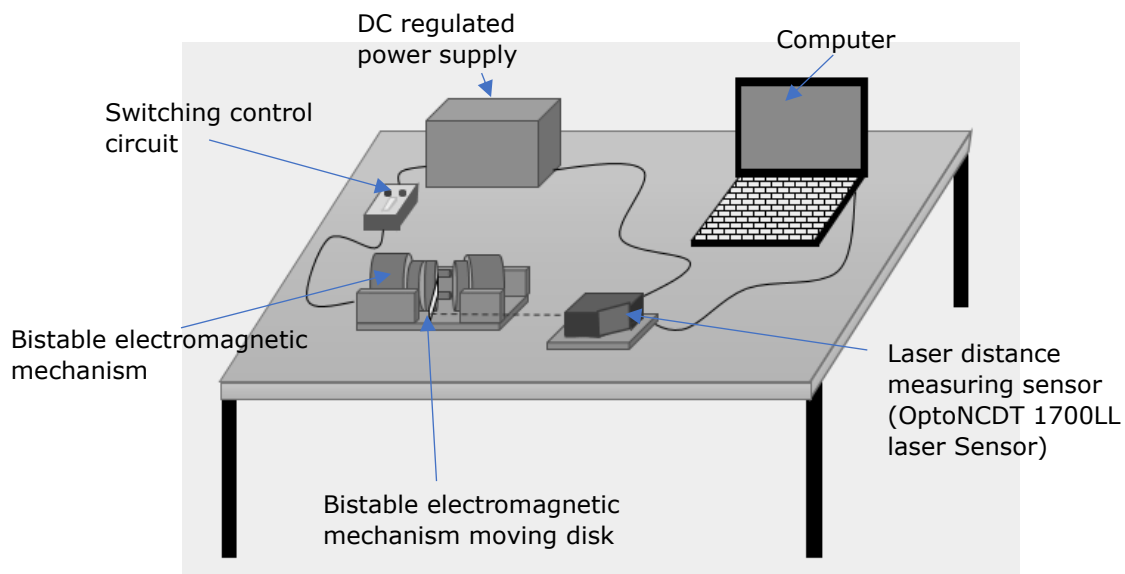 DC regulated
power supply
Computer
Switching control
circuit
Bistable electromagnetic
mechanism
Laser distance
measuring sensor
(OptoNCDT 1700LL
laser Sensor)
Bistable electromagnetic
mechanism moving disk